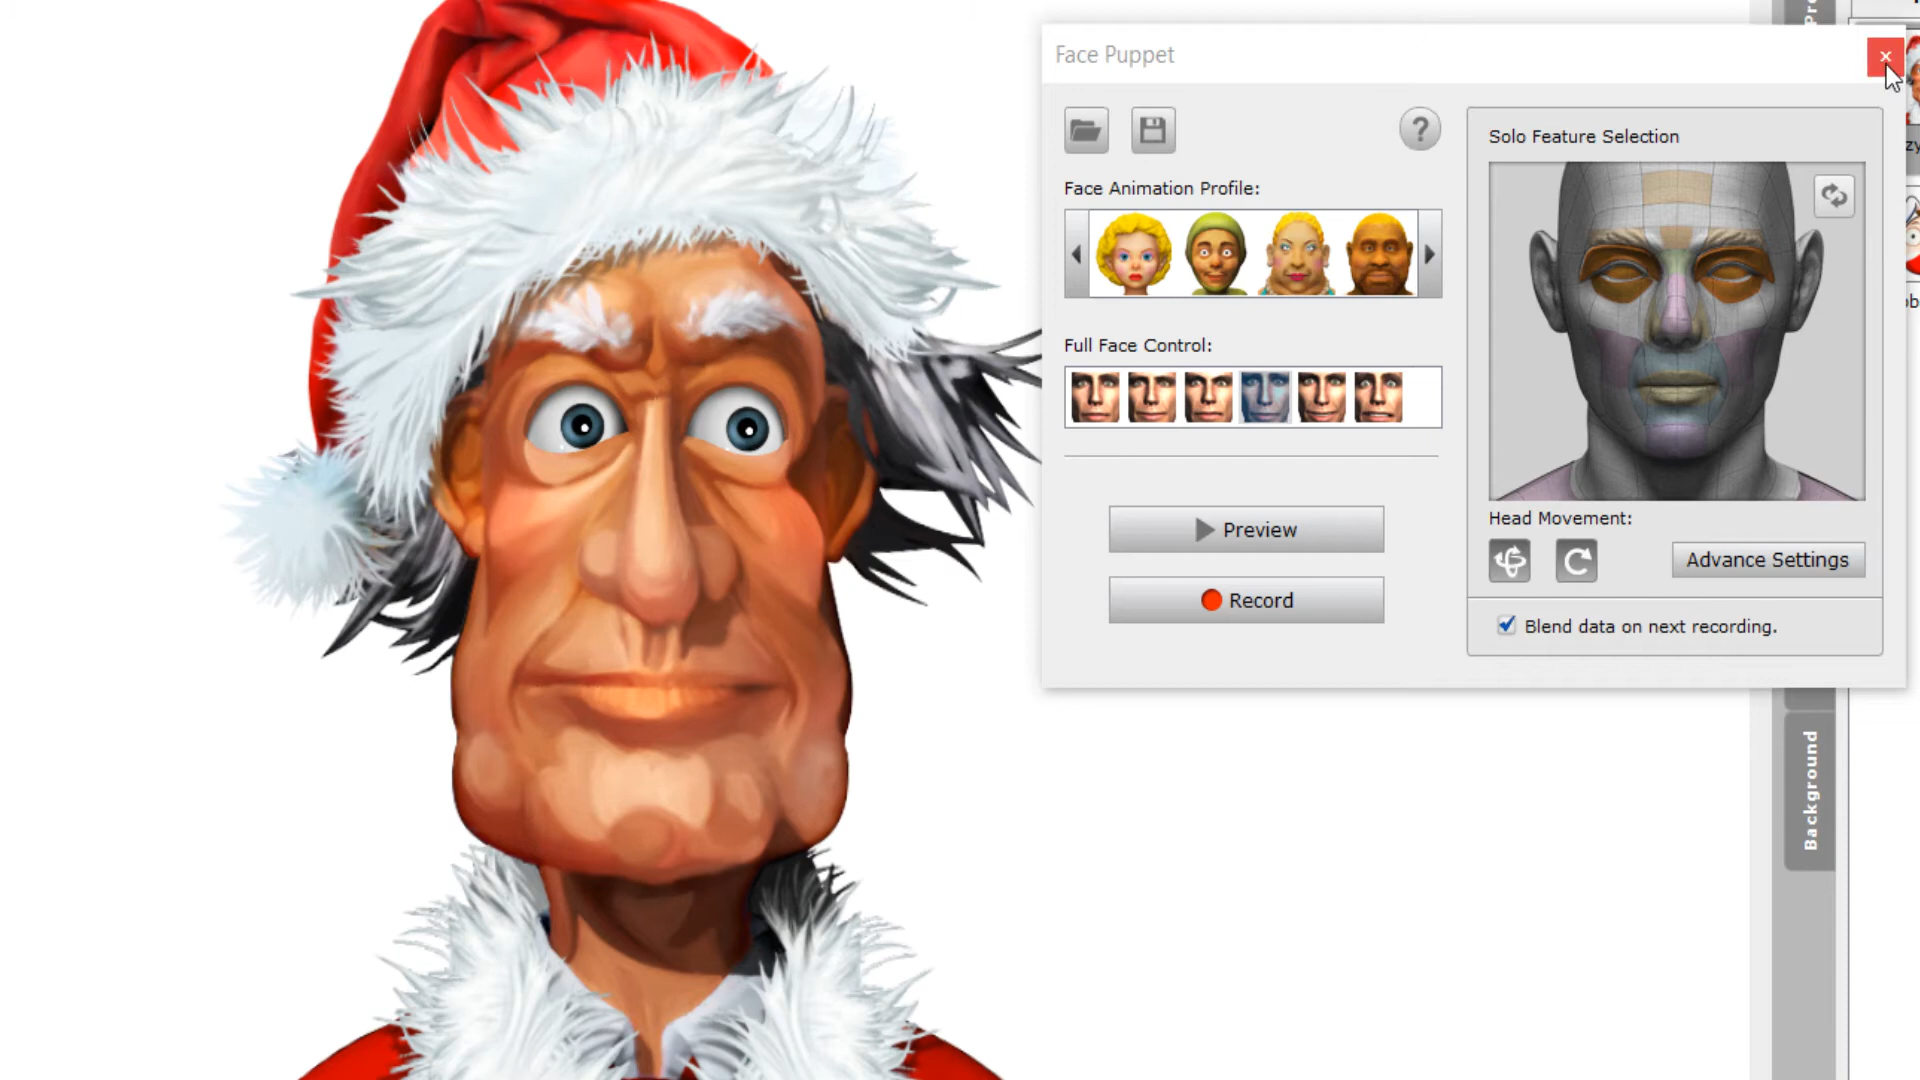 Face Puppet
Solo Feature Selection
Face Animation Profile:
Full Face Control:
Preview
Record
Head Movement:
Advance Settings
Blend data on next recording.
Background